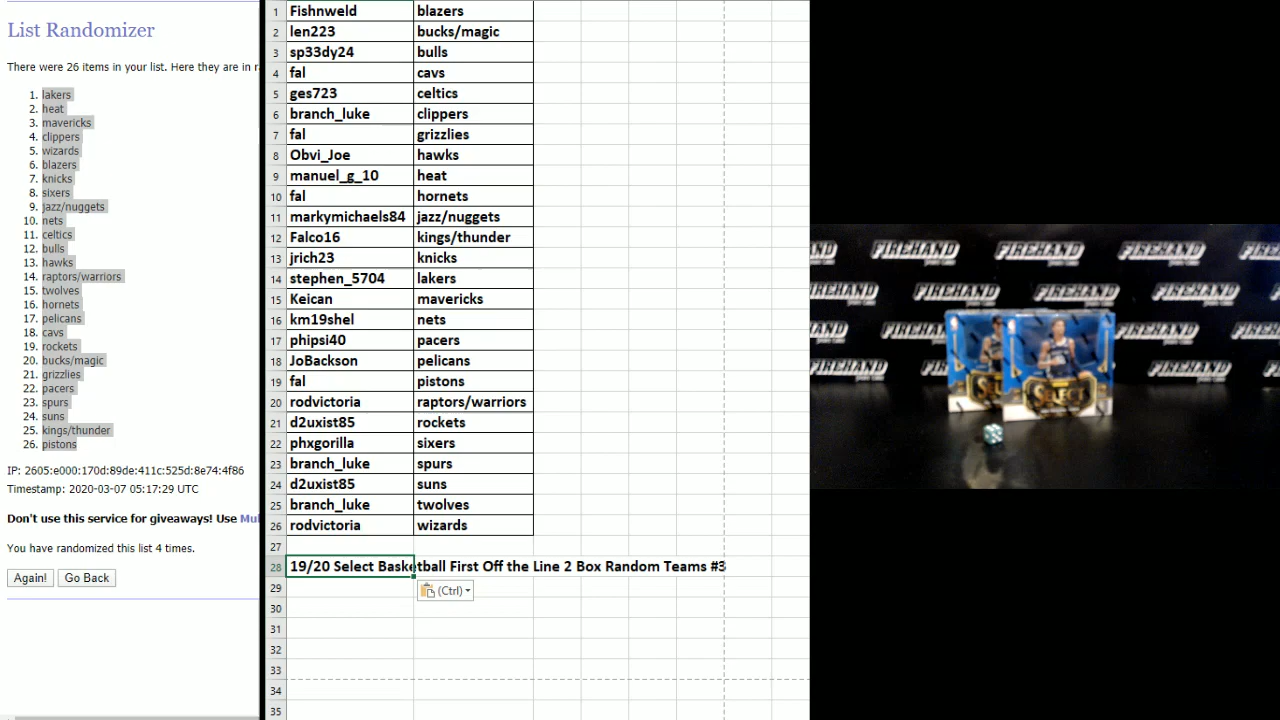 List Randomizer
There were 26 items in your list. Here they are in
1. lakers
2. heat
3. mavericks
4. clippers
5. wizards
6. blazers
7. knicks
8. sixers
9. jazz/nuggets
10. nets
11. celtics
12. bulls
13. hawks
14. raptors/warriors
15. twolves
16. hornets
17. pelicans
18. cavs
19. rockets
20. bucks/magic
21. grizzlies
22. pacers
23. spurs
24. suns
25. kings/thunder
26. pistons
IP: 2605:e000:170d:89de:411c:525d:8e74:4f86
Timestamp: 2020-03-07 05:17:29 UTC
Don't use this service for giveaways! Use
You have randomized this list 4 times.
Again! Go Back
1 Fishnweld blazers
2 len223 bucks/magic
3 sp33dy24 bulls
4 fal cavs
5 ges723 celtics
6 branch_luke clippers
7 fal grizzlies
8 Obvi_Joe hawks
9 manuel_g_10 heat
10 fal hornets
11 markymichaels84 jazz/nuggets
12 Falco16 kings/thunder
13 jrich23 knicks
14 stephen_5704 lakers
15 Keican mavericks
16 km19shel nets
17 phipsi40 pacers
18 JoBackson pelicans
19 fal pistons
20 rodvictoria raptors/warriors
21 d2uxist85 rockets
22 phxgorilla sixers
23 branch_luke spurs
24 d2uxist85 suns
25 branch_luke twolves
26 rodvictoria wizards
27
28 19/20 Select Basketball First Off the Line 2 Box Random Teams #3
29 (Ctrl)
30
31
32
33
34
35
FIREHAND FIREHAND
FIREHAND FIREHAND FIREHAND
FIREHAND FIREHAND
SELECT